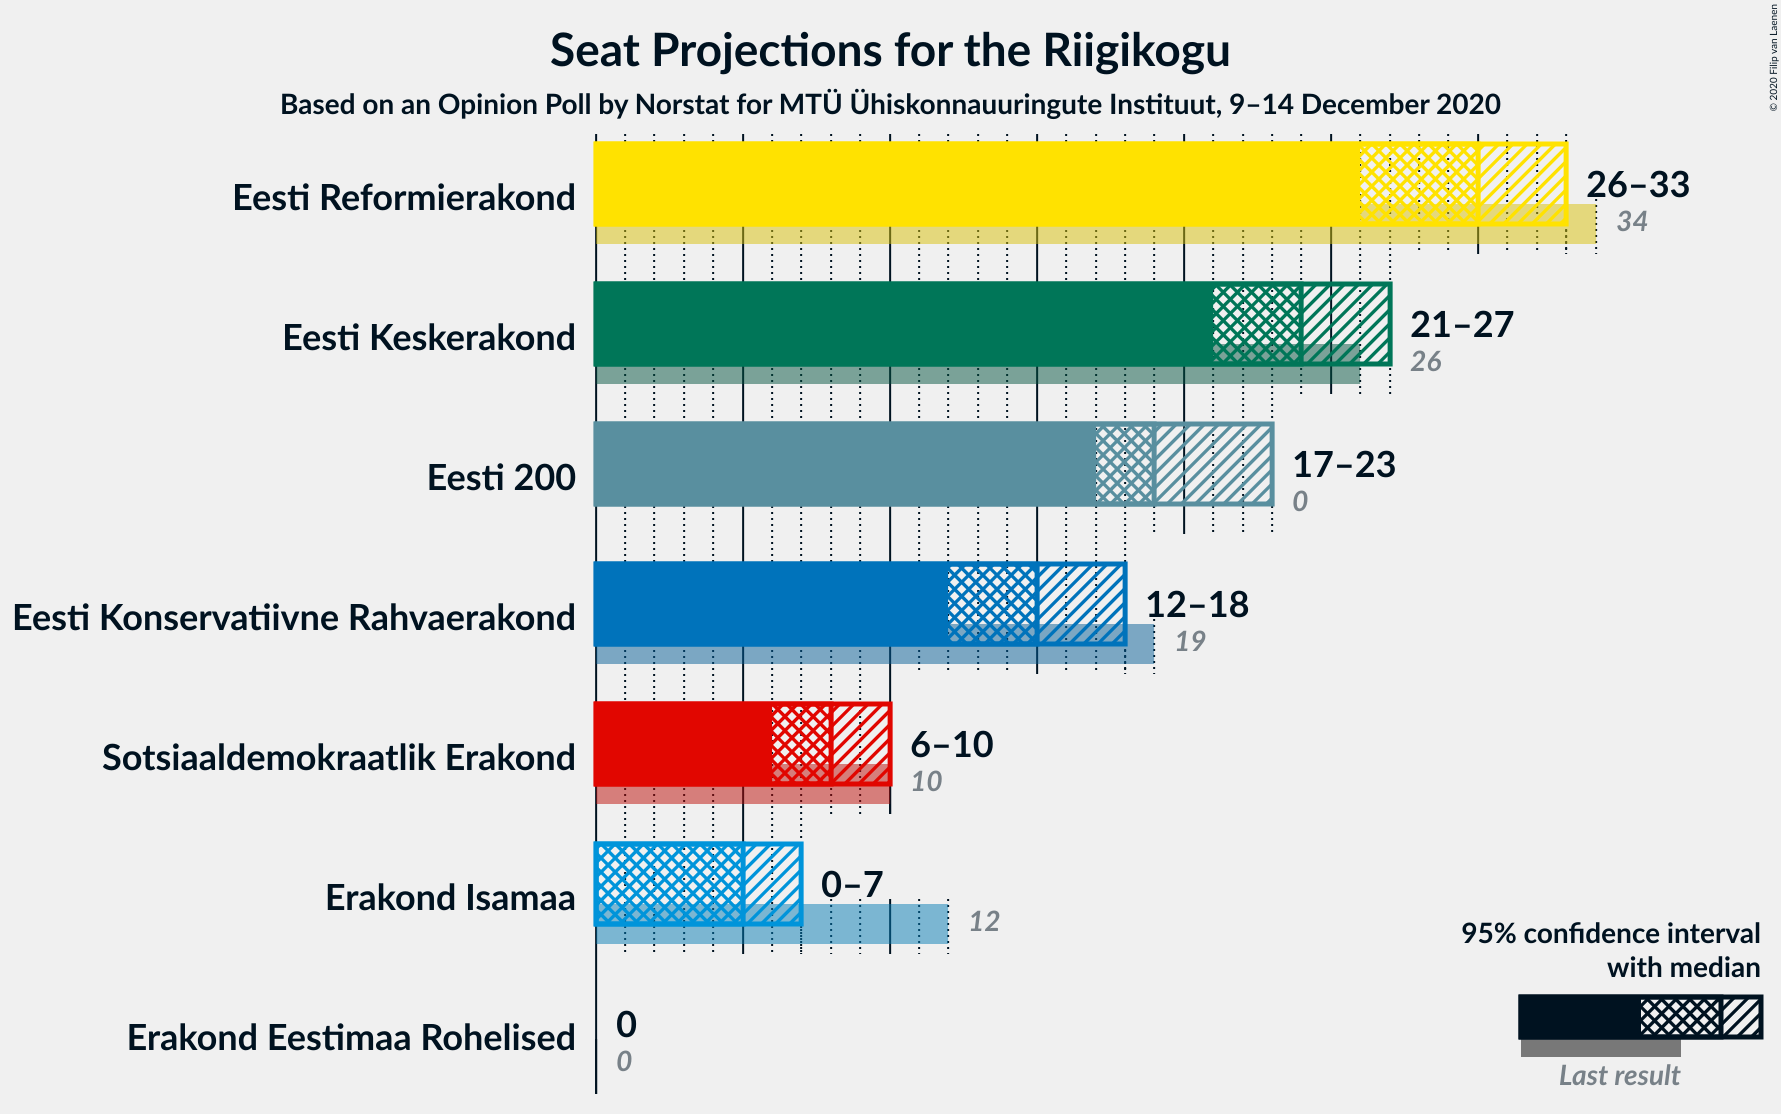 Seat Projections for the Riigikogu
Based on an Opinion Poll by Norstat for MTÜ Ühiskonnauuringute Instituut, 9–14 December 2020
© 2020 Filip van Laenen
Eesti Reformierakond
26–33
34
Eesti Keskerakond
21–27
26
Eesti 200
17–23
0
Eesti Konservatiivne Rahvaerakond
12–18
19
Sotsiaaldemokraatlik Erakond
6–10
10
Erakond Isamaa
0–7
12
Erakond Eestimaa Rohelised
0
0
95% confidence interval
with median
Last result